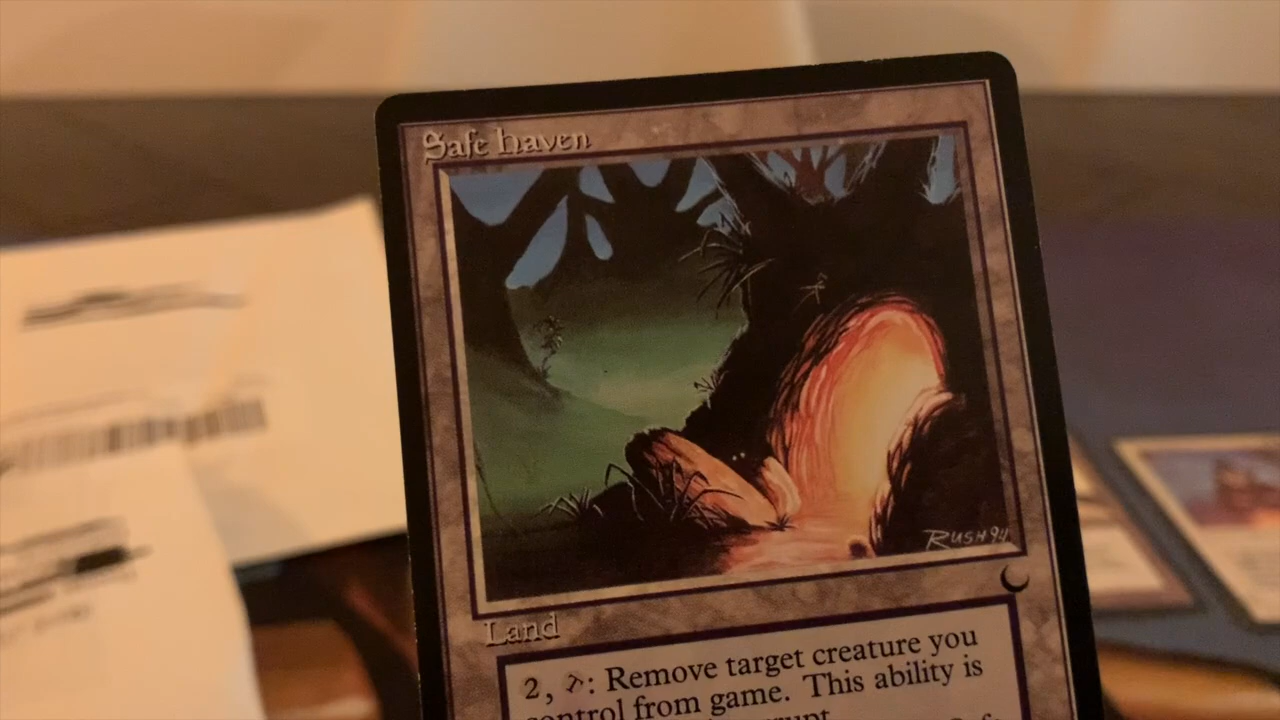 Safe haven
RUSH94
Land
2, T: Remove target creature you
control from game. This ability is